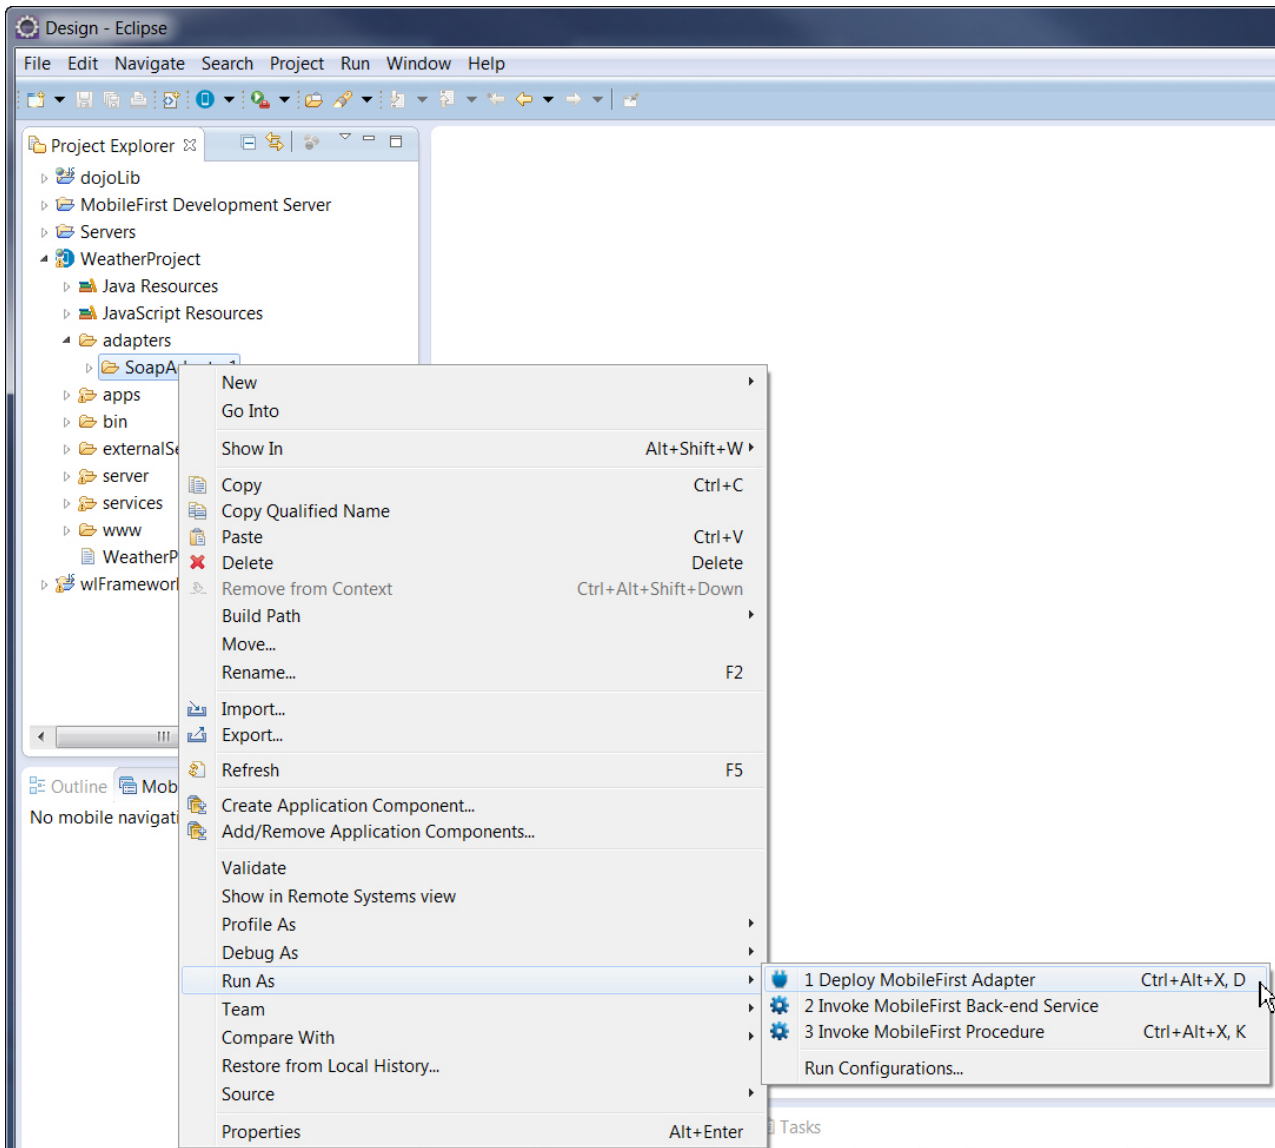 Design - Eclipse
File Edit Navigate Search Project Run Window Help
Project Explorer
dojoLib
MobileFirst Development Server
Servers
WeatherProject
Java Resources
JavaScript Resources
adapters
apps
bin
server
services
www
New
Go Into
Show In Alt+Shift+W
Copy Ctrl+C
Copy Qualified Name
Paste Ctrl+V
Delete Delete
Remove from Context Ctrl+Alt+Shift+Down
Build Path
Move...
Rename... F2
Import...
Export...
Refresh F5
Create Application Component...
Add/Remove Application Components...
Validate
Show in Remote Systems view
Profile As
Debug As
Run As
Team
Compare With
Restore from Local History...
Source
Properties Alt+Enter
1 Deploy MobileFirst Adapter Ctrl+Alt+X, D
2 Invoke MobileFirst Back-end Service
3 Invoke MobileFirst Procedure Ctrl+Alt+X, K
Run Configurations...
Outline Mob
No mobile navigati
Tasks